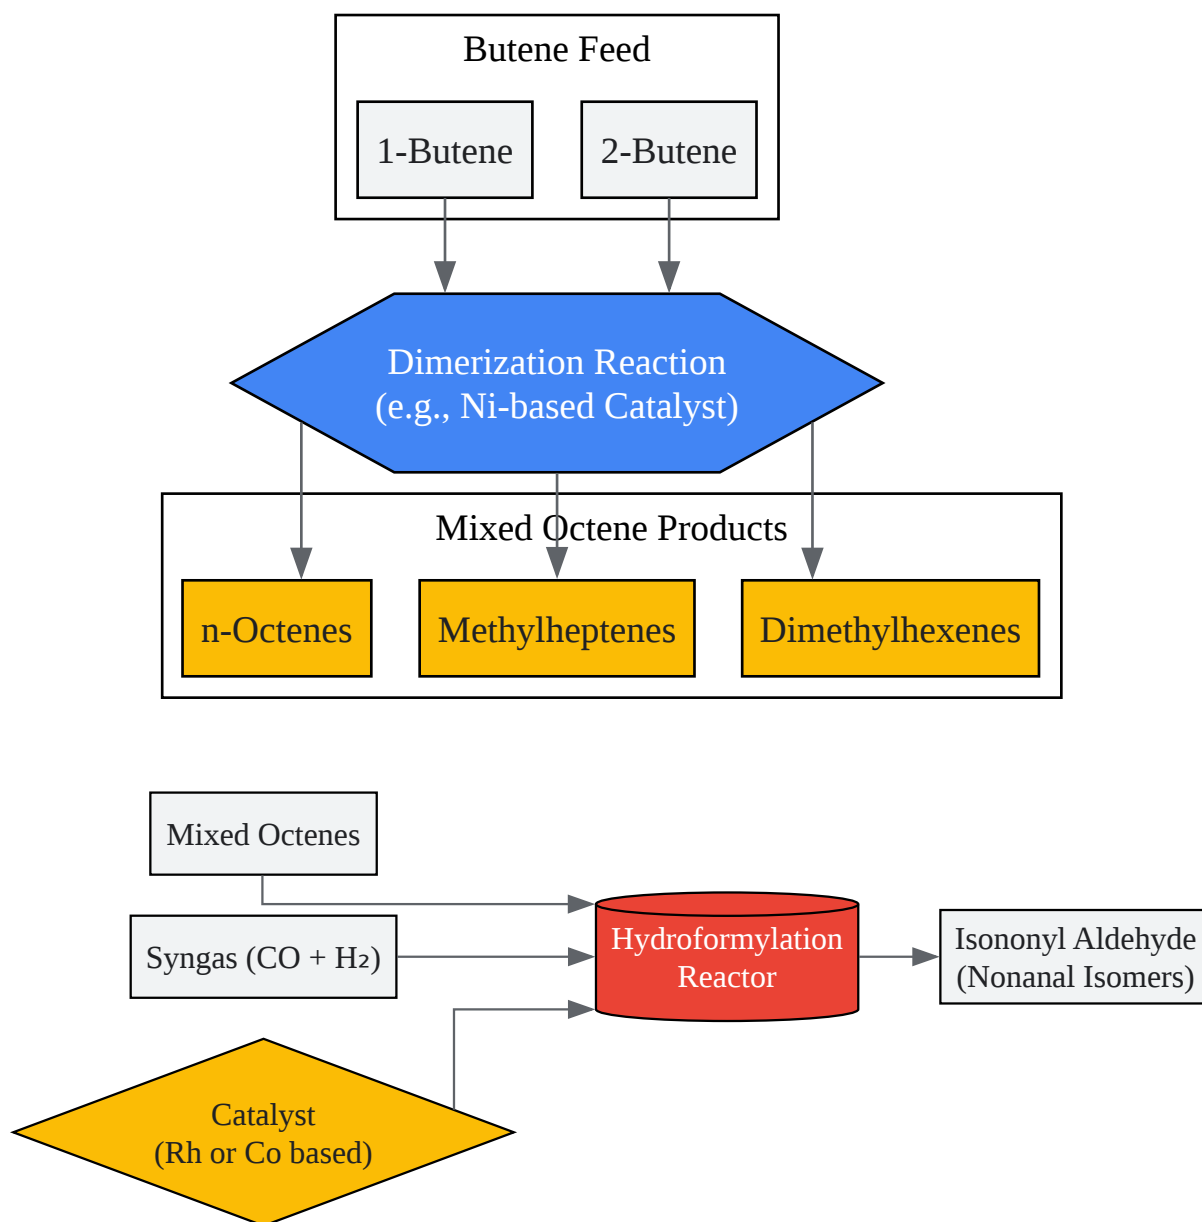 Butene Feed
1-Butene
2-Butene
Dimerization Reaction
(e.g., Ni-based Catalyst)
Mixed Octene Products
n-Octenes
Methylheptenes
Dimethylhexenes
Mixed Octenes
Syngas (CO + H₂)
Hydroformylation
Reactor
Isononyl Aldehyde
(Nonanal Isomers)
Catalyst
(Rh or Co based)